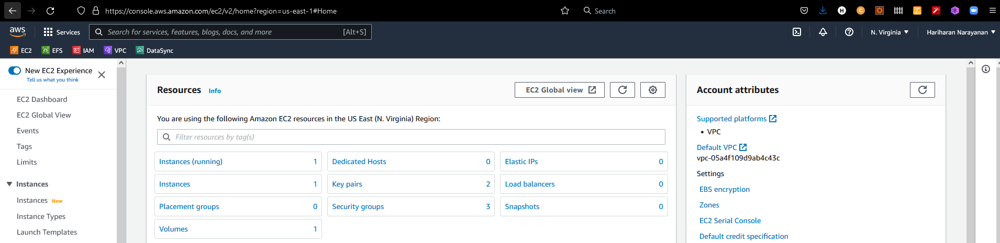 https://console.aws.amazon.com/ec2/v2/home?region=us-east-1#Home
Search
aws
Services
Search for services, features, blogs, docs, and more
[Alt+S]
N. Virginia
Hariharan Narayanan
EC2
EFS
IAM
VPC
DataSync
New EC2 Experience
Tell us what you think
EC2 Dashboard
EC2 Global View
Events
Tags
Limits
Instances
Instances New
Instance Types
Launch Templates
Resources Info
EC2 Global view
You are using the following Amazon EC2 resources in the US East (N. Virginia) Region:
Filter resources by tag(s)
Instances (running) 1
Dedicated Hosts 0
Elastic IPs 0
Instances 1
Key pairs 2
Load balancers 0
Placement groups 0
Security groups 3
Snapshots 0
Volumes 1
Account attributes
Supported platforms
• VPC
Default VPC
vpc-05a4f109d9ab4c43c
Settings
EBS encryption
Zones
EC2 Serial Console
Default credit specification